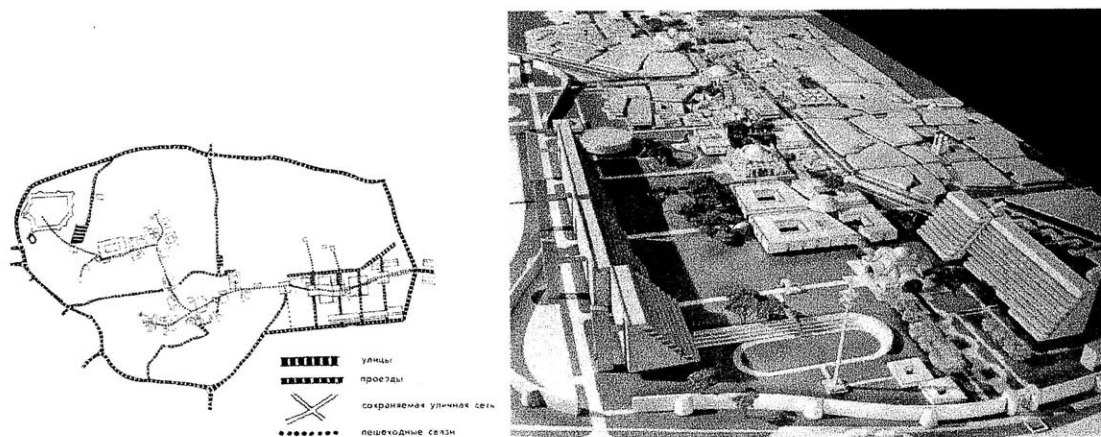 улицы
проезды
сохраняемая уличная сеть
пешеходные связи